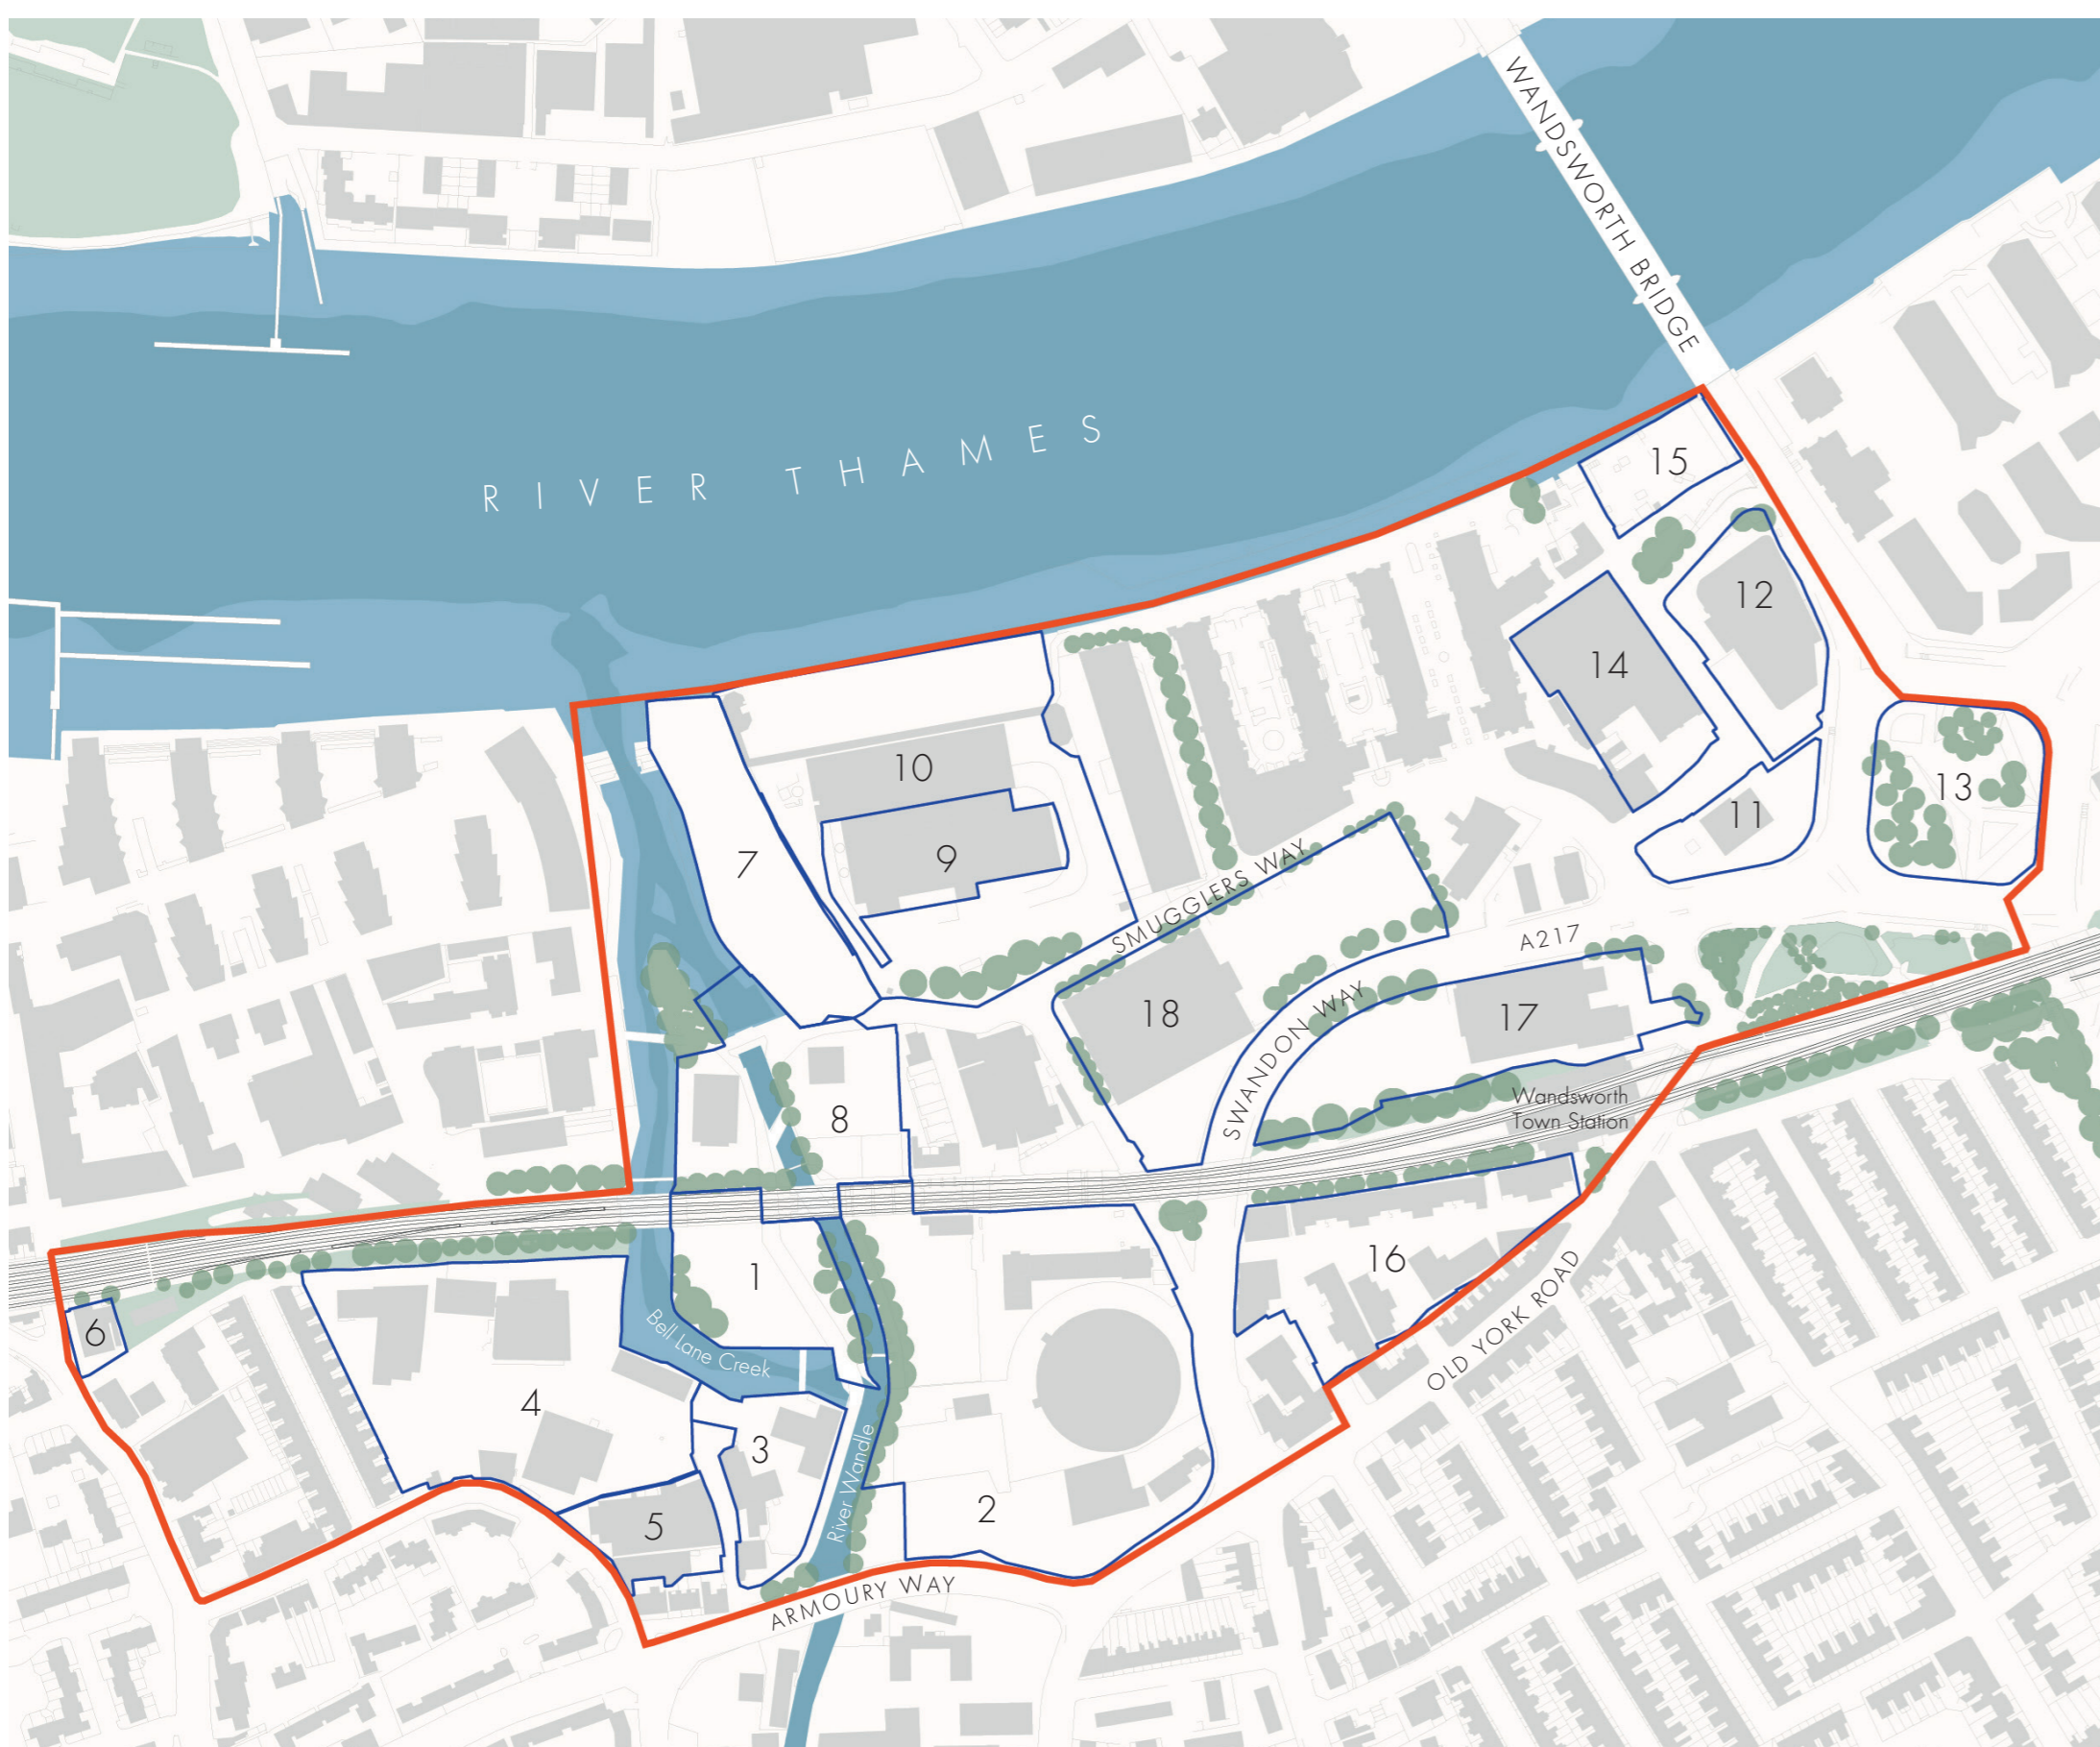 WANDSWORTH BRIDGE
RIVER THAMES
15
12
14
13
10
11
7
9
SMUGGLERS WAY
A217
18
17
SWANDON WAY
8
Wandsworth
Town Station
1
16
6
Bell Lane Creek
OLD YORK ROAD
4
3
River Wandle
2
5
ARMOURY WAY